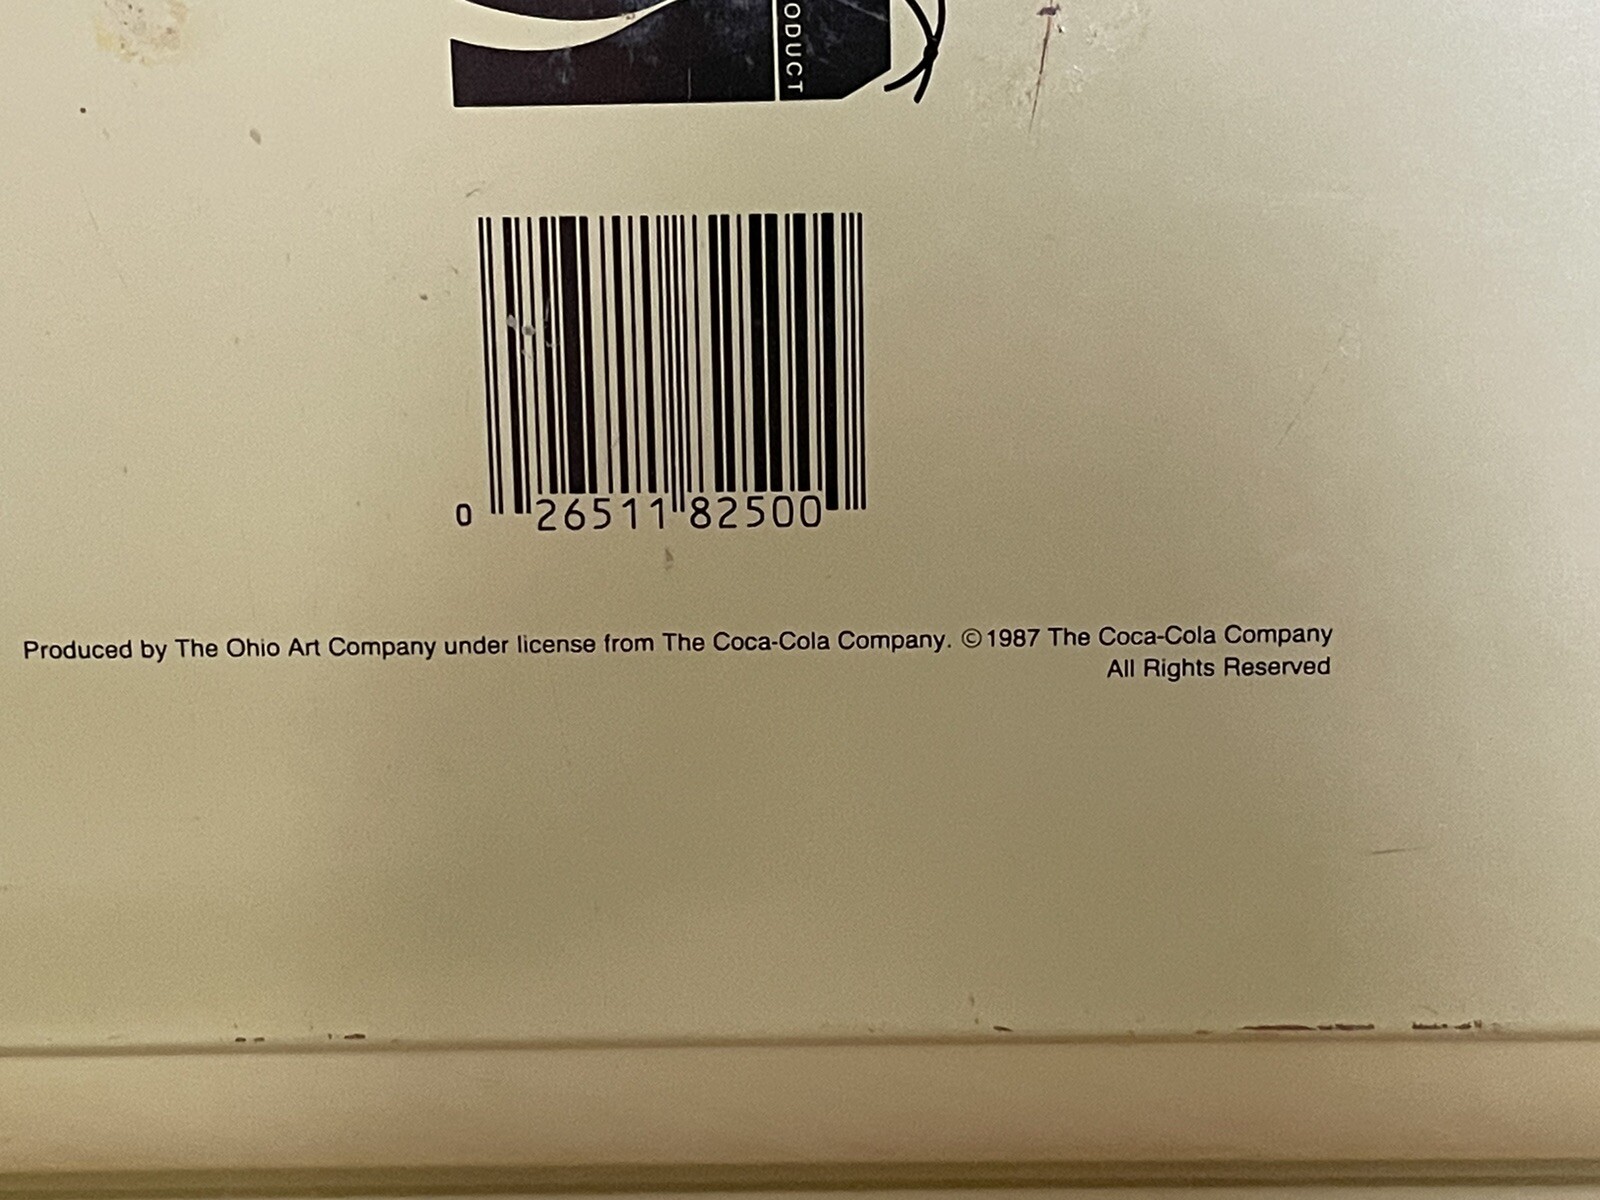 ODUCT
0 26511 82500
Produced by The Ohio Art Company under license from The Coca-Cola Company. ©1987 The Coca-Cola Company
All Rights Reserved